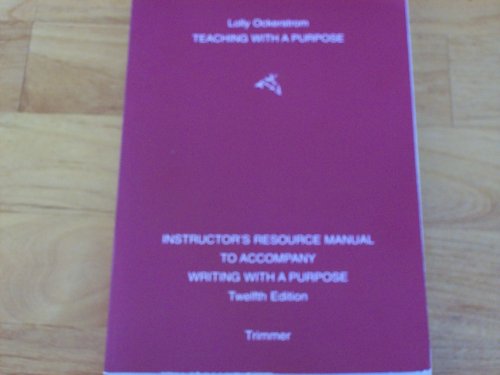 Lolly Ockerstrom
TEACHING WITH A PURPOSE
INSTRUCTOR'S RESOURCE MANUAL
TO ACCOMPANY
WRITING WITH A PURPOSE
Twelfth Edition
Trimmer